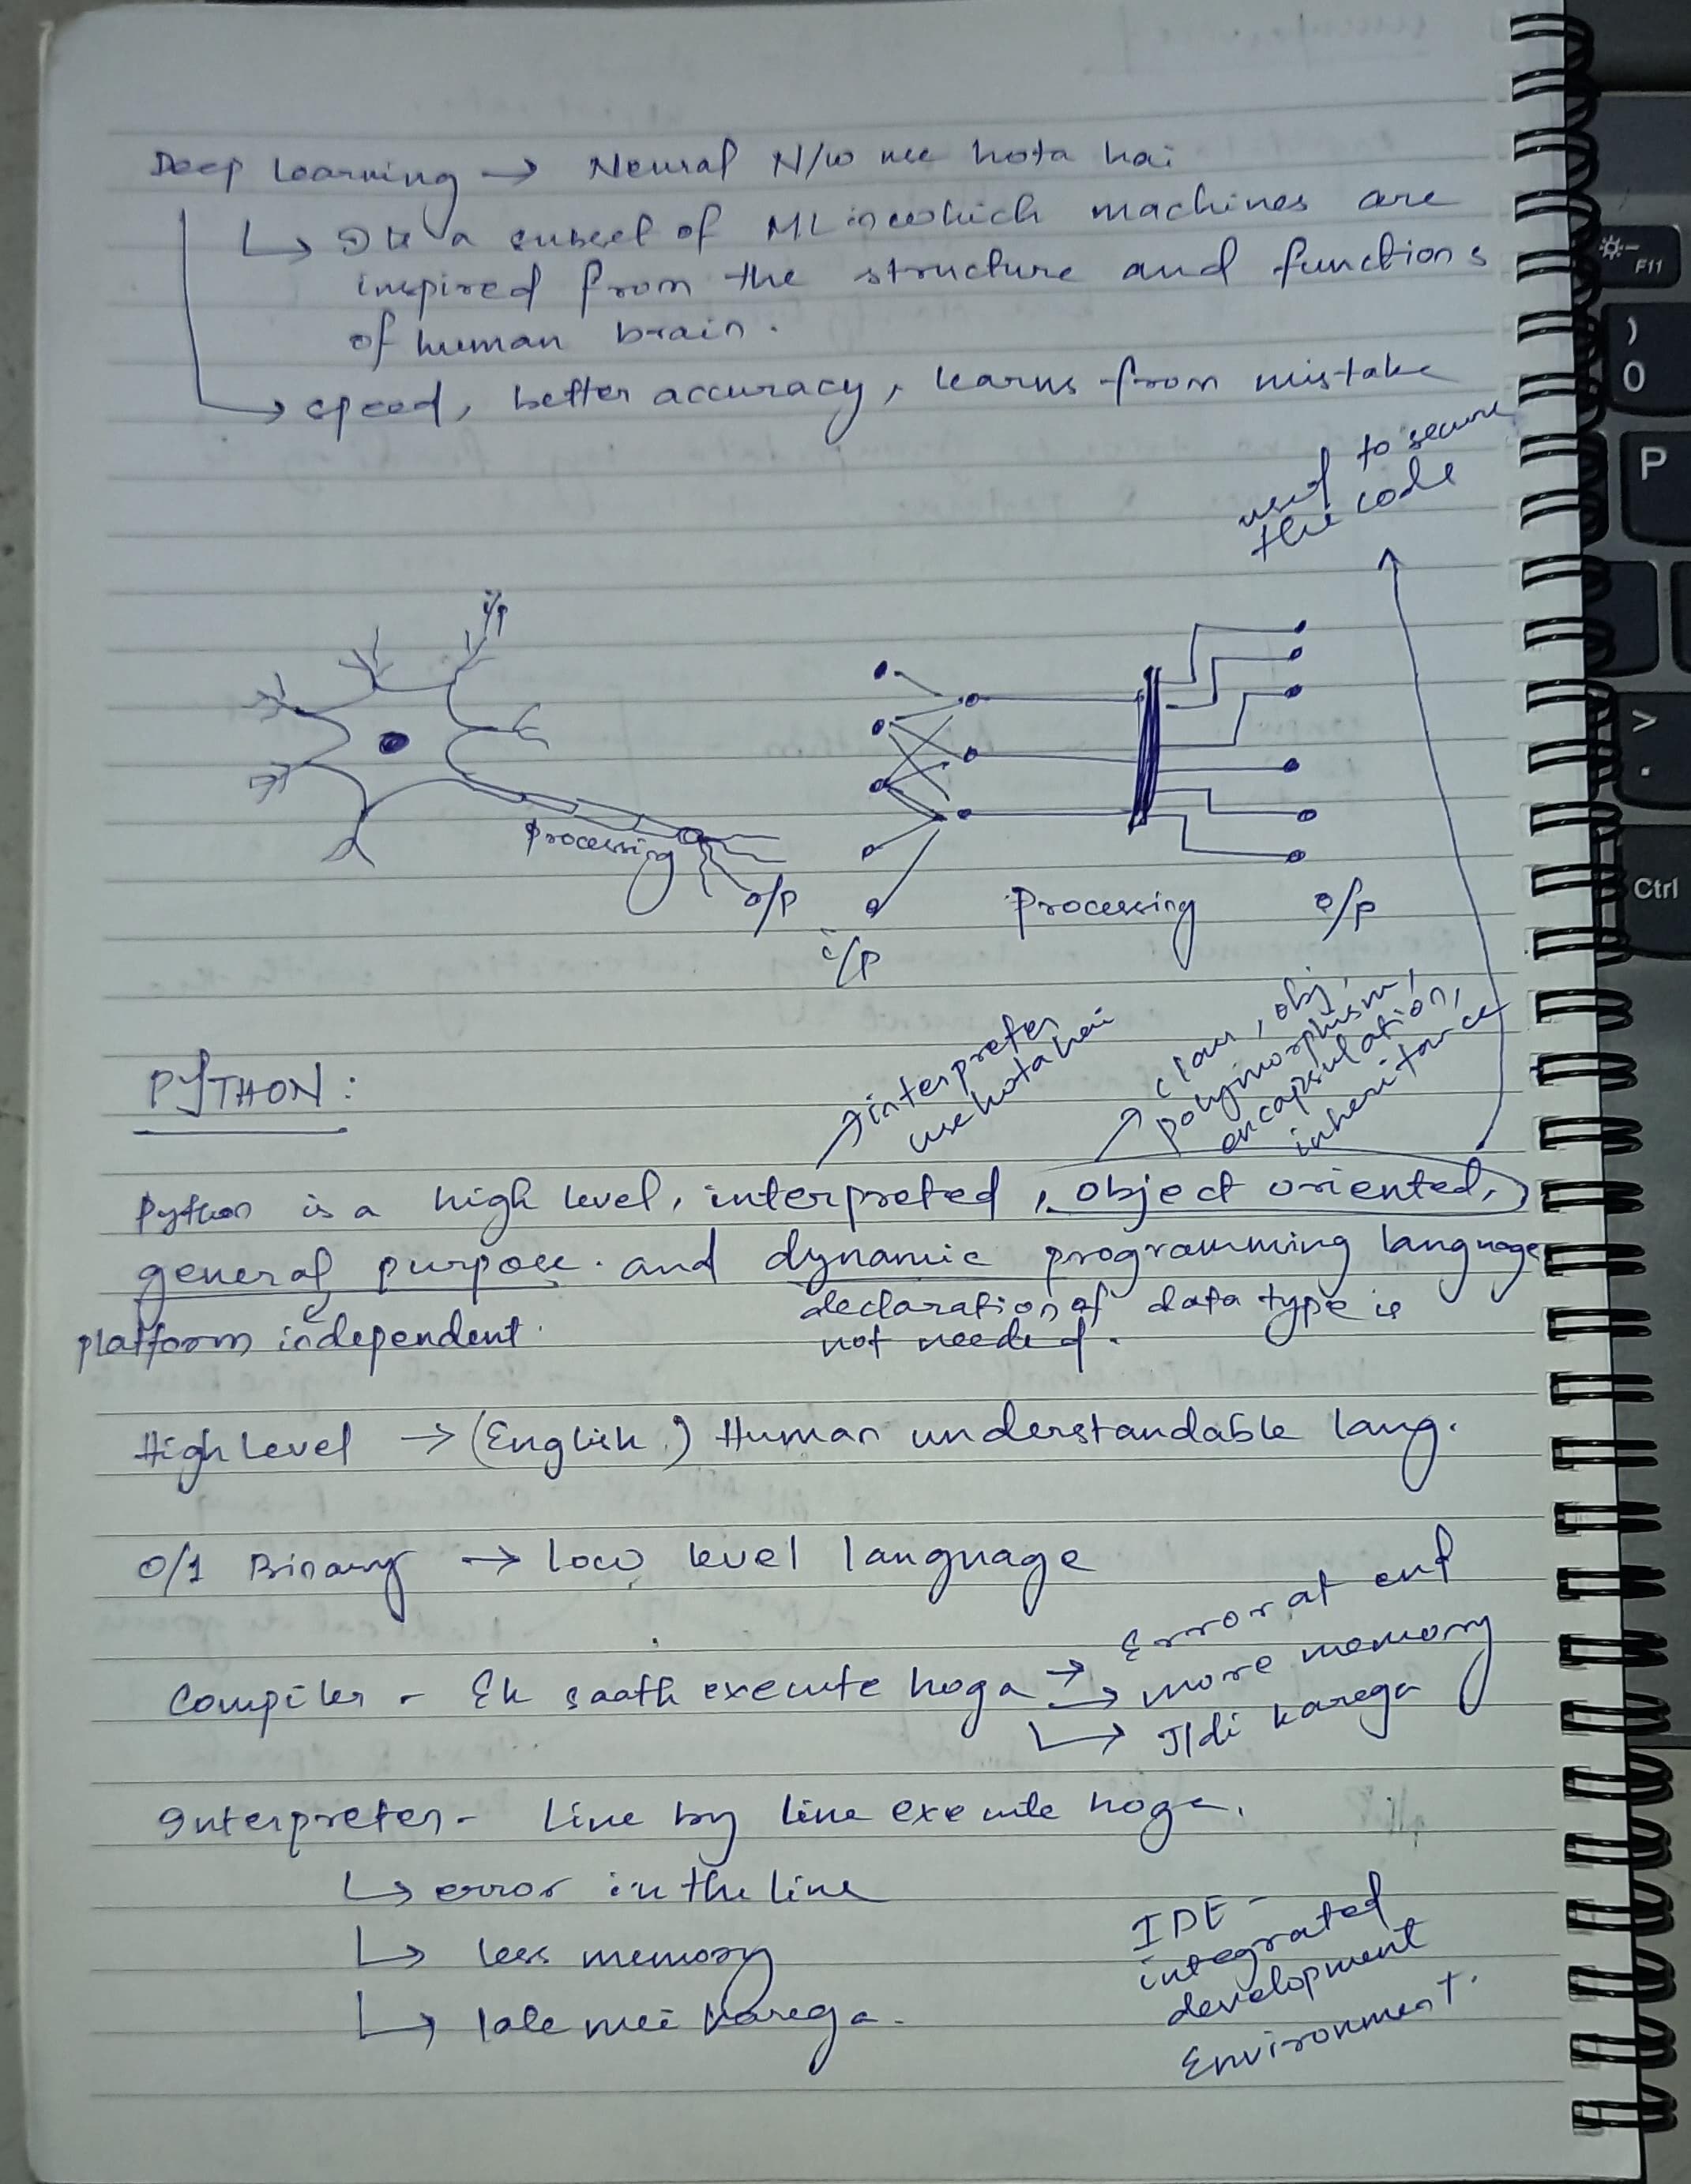 Deep Learning → Neural N/w use hota hai
↳ It is a subset of ML in which machines are
inspired from the structure and functions
of human brain.
→ speed, better accuracy, learns from mistake
used to secure
the code
i/p
Processing
o/p
i/p
Processing
o/p
interpreter
use hota hai
class, obj,
polymorphism,
encapsulation,
inheritance
PYTHON:
Python is a high level, interpreted, object oriented,
general purpose and dynamic programming language
platform independent.
declaration of data type is
not needed.
High Level → (English) Human understandable lang.
0/1 Binary → Low level language
Compiler - Ek saath execute hoga → Error at end
→ more memory
↳ Jldi karega
Interpreter - Line by line execute hoga.
↳ error in the line
↳ less memory
↳ late mei karega.
IDE -
integrated
development
Environment.
F11
)
0
P
>
.
Ctrl